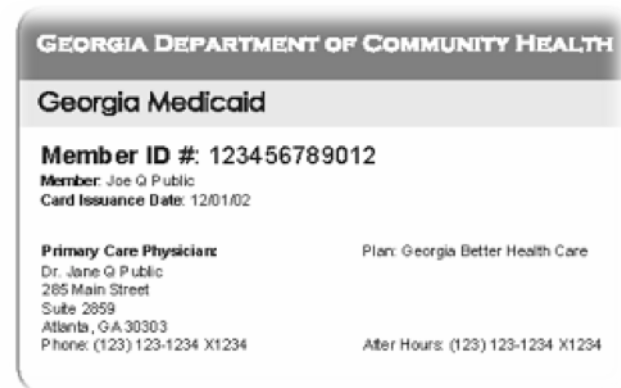 GEORGIA DEPARTMENT OF COMMUNITY HEALTH
Georgia Medicaid
Member ID #: 123456789012
Member: Joe Q Public
Card Issuance Date: 12/01/02
Primary Care Physician:
Dr. Jane Q Public
285 Main Street
Suite 2859
Atlanta, GA 30303
Phone: (123) 123-1234 X1234
Plan: Georgia Better Health Care
After Hours: (123) 123-1234 X1234